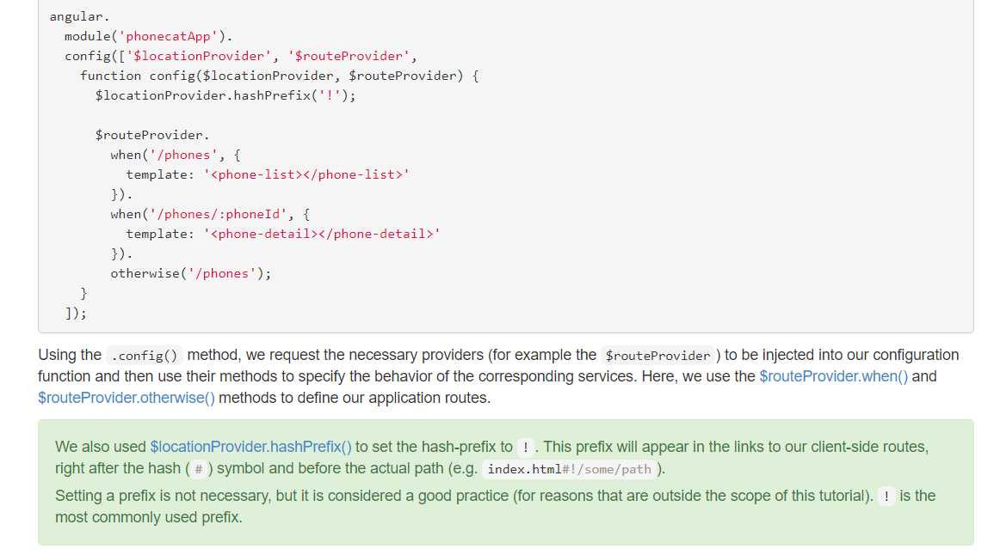 angular.
  module('phonecatApp').
  config(['$locationProvider', '$routeProvider',
    function config($locationProvider, $routeProvider) {
      $locationProvider.hashPrefix('!');

      $routeProvider.
        when('/phones', {
          template: '<phone-list></phone-list>'
        }).
        when('/phones/:phoneId', {
          template: '<phone-detail></phone-detail>'
        }).
        otherwise('/phones');
    }
  ]);
Using the .config() method, we request the necessary providers (for example the $routeProvider ) to be injected into our configuration
function and then use their methods to specify the behavior of the corresponding services. Here, we use the $routeProvider.when() and
$routeProvider.otherwise() methods to define our application routes.
We also used $locationProvider.hashPrefix() to set the hash-prefix to ! . This prefix will appear in the links to our client-side routes,
right after the hash ( # ) symbol and before the actual path (e.g. index.html#!/some/path ).
Setting a prefix is not necessary, but it is considered a good practice (for reasons that are outside the scope of this tutorial). ! is the
most commonly used prefix.